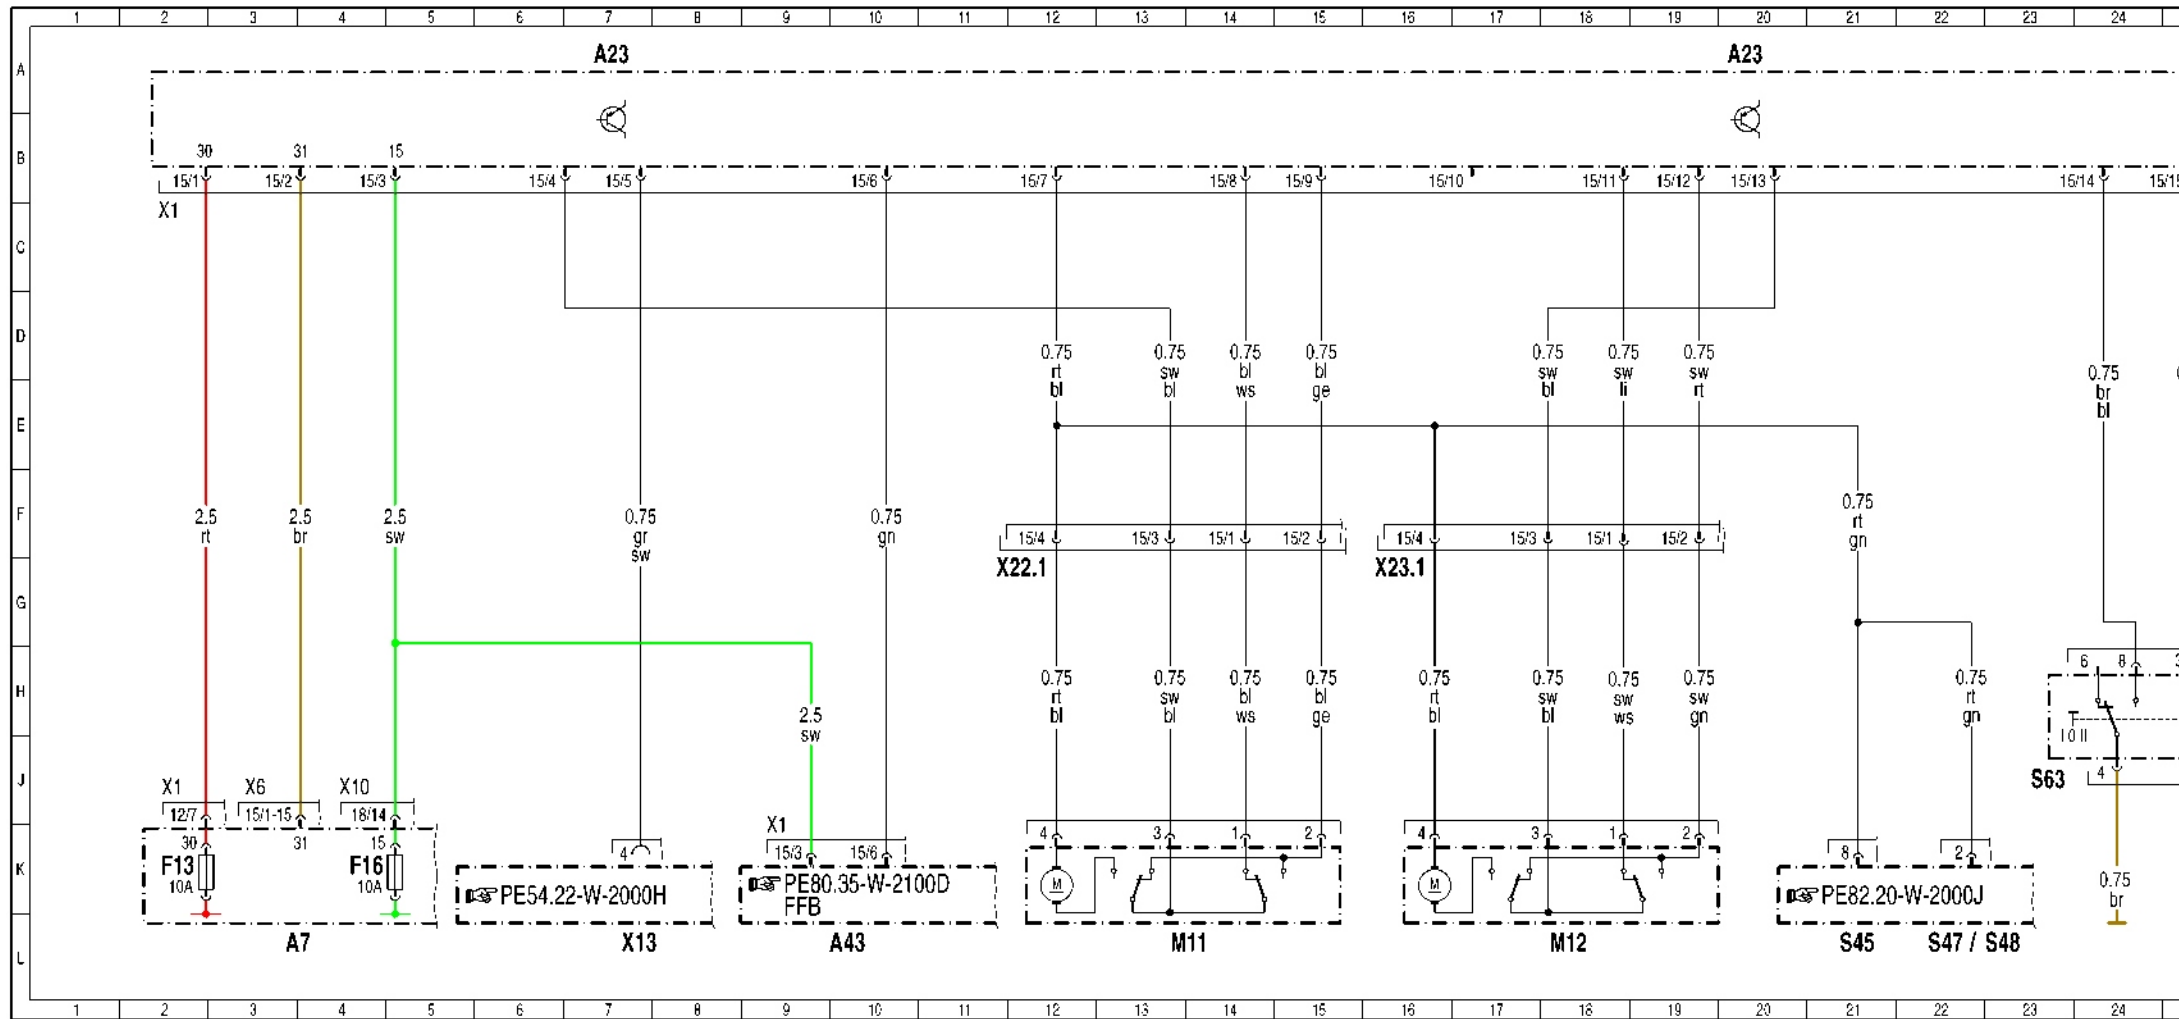 1 2 3 4 5 6 7 8 9 10 11 12 13 14 15 16 17 18 19 20 21 22 23 24
A A23 A23
B 30 31 15
15/1 15/2 15/3 15/4 15/5 15/6 15/7 15/8 15/9 15/10 15/11 15/12 15/13 15/14
X1
C
D 0.75 0.75 0.75 0.75 0.75 0.75 0.75
rt sw bl bl sw sw sw 0.75
bl bl ws ge bl li rt br
bl
E
0.75
F 2.5 2.5 2.5 0.75 0.75 rt
rt br sw gr gn gn
sw
15/4 15/3 15/1 15/2 15/4 15/3 15/1 15/2
X22.1 X23.1
G
6 8
H 0.75 0.75 0.75 0.75 0.75 0.75 0.75 0.75 0.75
rt sw bl bl rt sw sw sw rt
bl bl ws ge bl bl ws gn gn
2.5
sw
I 0 II
J X1 X6 X10 S63 4
12/7 15/1-15 18/14
X1
4 3 1 2 4 3 1 2
30 31 15 4 15/3 15/6 8 2
K F13 F16
10A 10A
M M
PE54.22-W-2000H PE80.35-W-2100D PE82.20-W-2000J
FFB
0.75
br
A7 X13 A43 M11 M12 S45 S47 / S48
L
1 2 3 4 5 6 7 8 9 10 11 12 13 14 15 16 17 18 19 20 21 22 23 24